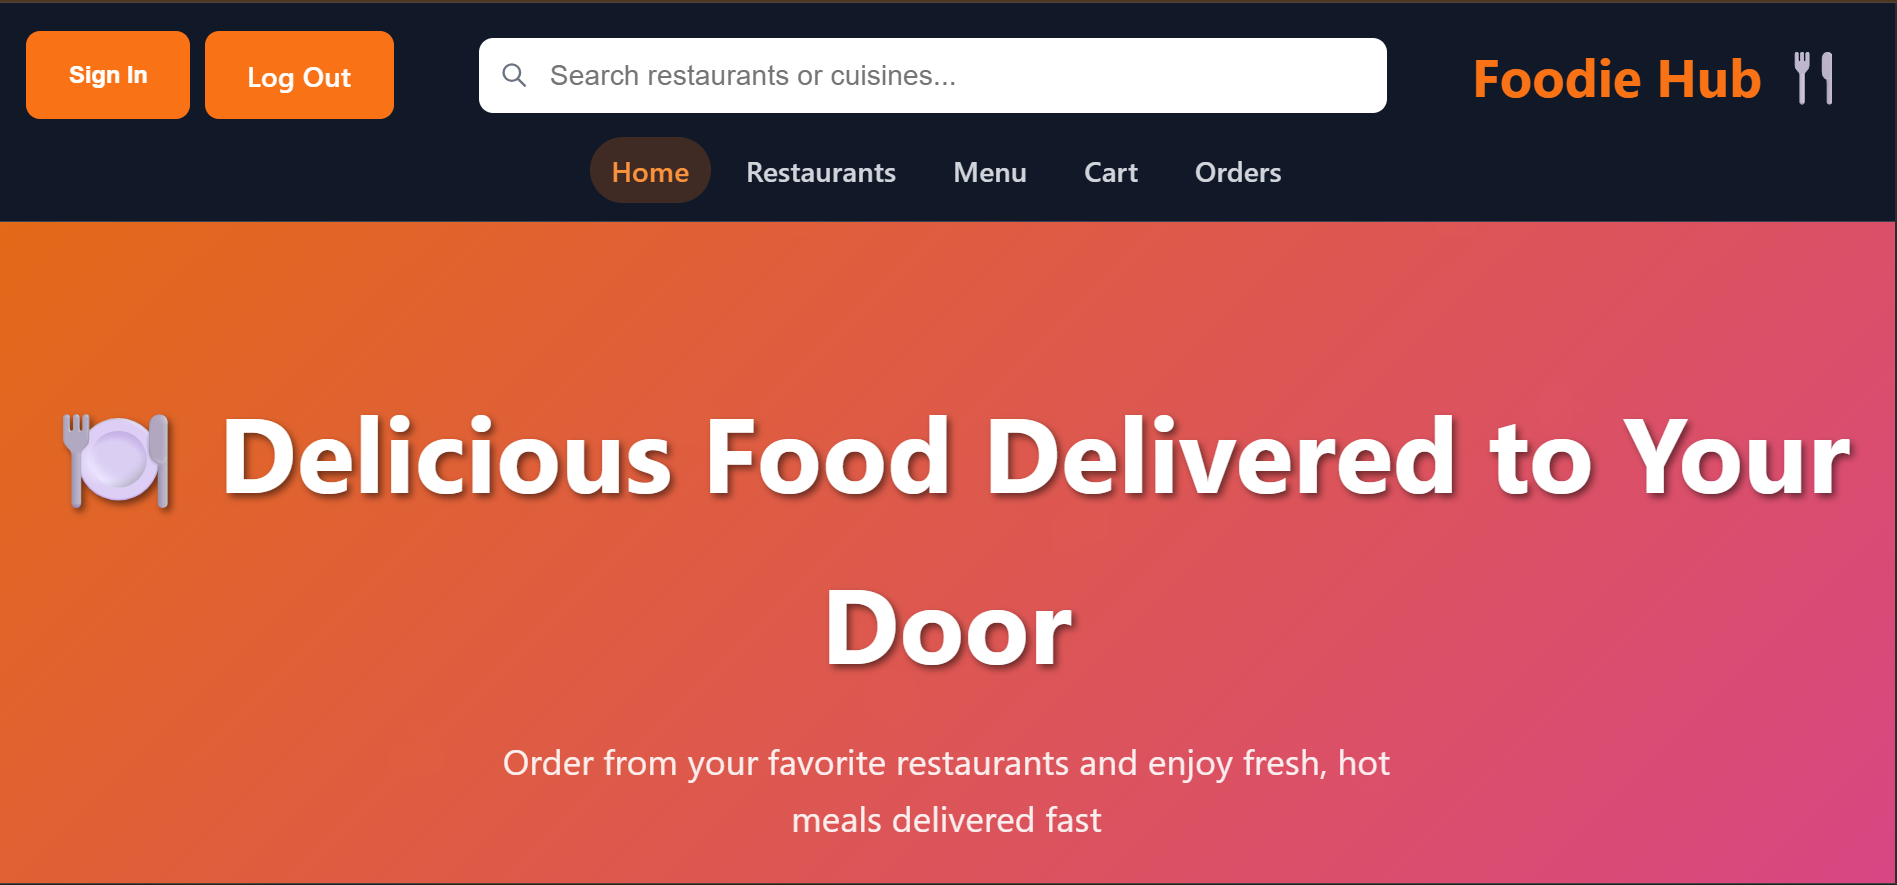 Sign In
Log Out
Search restaurants or cuisines...
Foodie Hub
Home
Restaurants
Menu
Cart
Orders
Delicious Food Delivered to Your
Door
Order from your favorite restaurants and enjoy fresh, hot
meals delivered fast